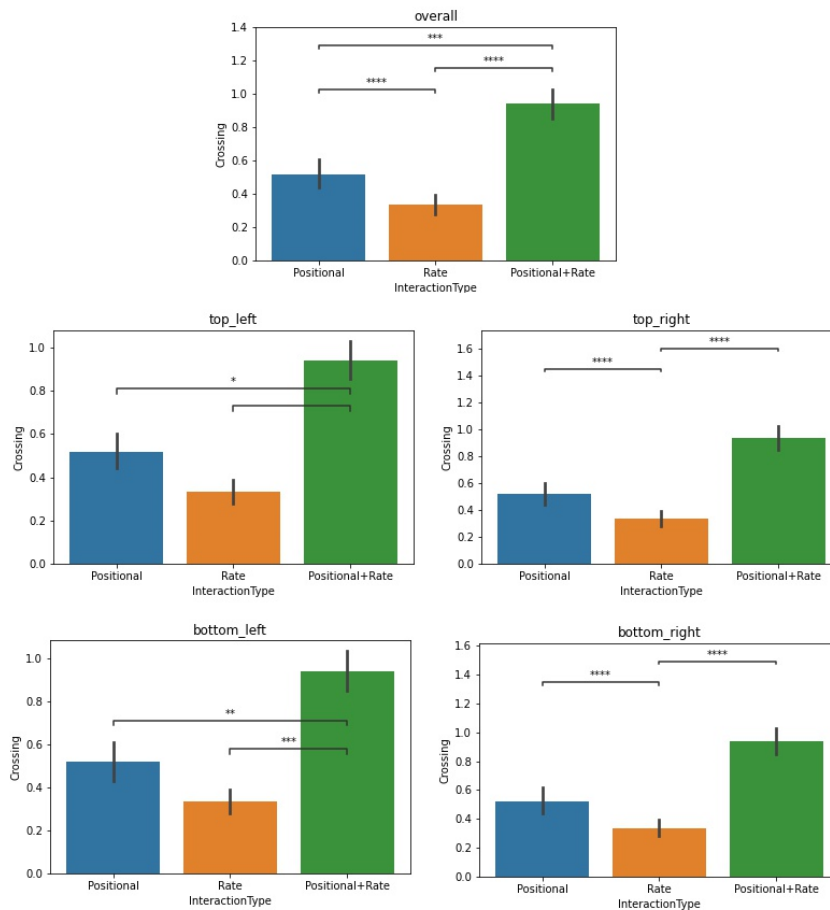 overall
1.4
1.2
1.0
0.8
0.6
0.4
0.2
0.0
Crossing
***
**** ****
Positional Rate Positional+Rate
InteractionType
top_left
1.0
0.8
0.6
0.4
0.2
0.0
Crossing
*
Positional Rate Positional+Rate
InteractionType
top_right
1.6
1.4
1.2
1.0
0.8
0.6
0.4
0.2
0.0
Crossing
****
****
Positional Rate Positional+Rate
InteractionType
bottom_left
1.0
0.8
0.6
0.4
0.2
0.0
Crossing
**
***
Positional Rate Positional+Rate
InteractionType
bottom_right
1.6
1.4
1.2
1.0
0.8
0.6
0.4
0.2
0.0
Crossing
****
****
Positional Rate Positional+Rate
InteractionType